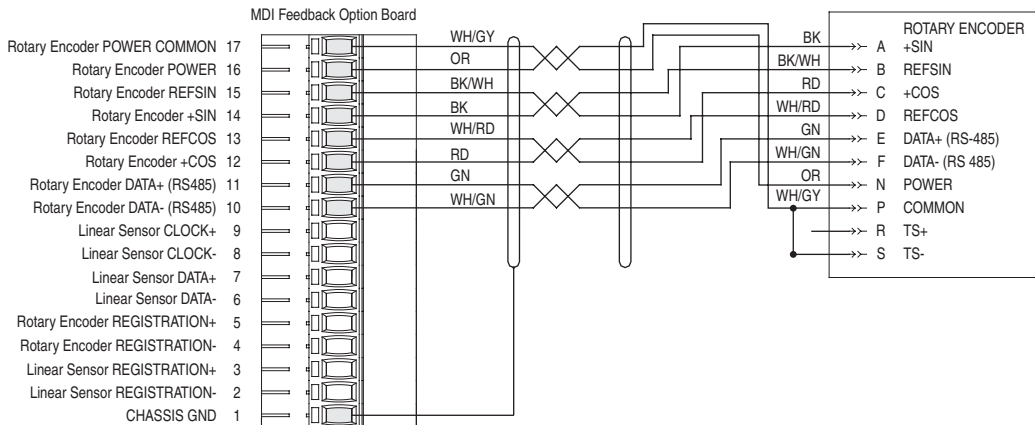 MDI Feedback Option Board
Rotary Encoder POWER COMMON 17
Rotary Encoder POWER 16
Rotary Encoder REFSIN 15
Rotary Encoder +SIN 14
Rotary Encoder REFCOS 13
Rotary Encoder +COS 12
Rotary Encoder DATA+ (RS485) 11
Rotary Encoder DATA- (RS485) 10
Linear Sensor CLOCK+ 9
Linear Sensor CLOCK- 8
Linear Sensor DATA+ 7
Linear Sensor DATA- 6
Rotary Encoder REGISTRATION+ 5
Rotary Encoder REGISTRATION- 4
Linear Sensor REGISTRATION+ 3
Linear Sensor REGISTRATION- 2
CHASSIS GND 1
WH/GY
OR
BK/WH
BK
WH/RD
RD
GN
WH/GN
BK
BK/WH
RD
WH/RD
GN
WH/GN
OR
WH/GY
ROTARY ENCODER
A +SIN
B REFSIN
C +COS
D REFCOS
E DATA+ (RS-485)
F DATA- (RS 485)
N POWER
P COMMON
R TS+
S TS-